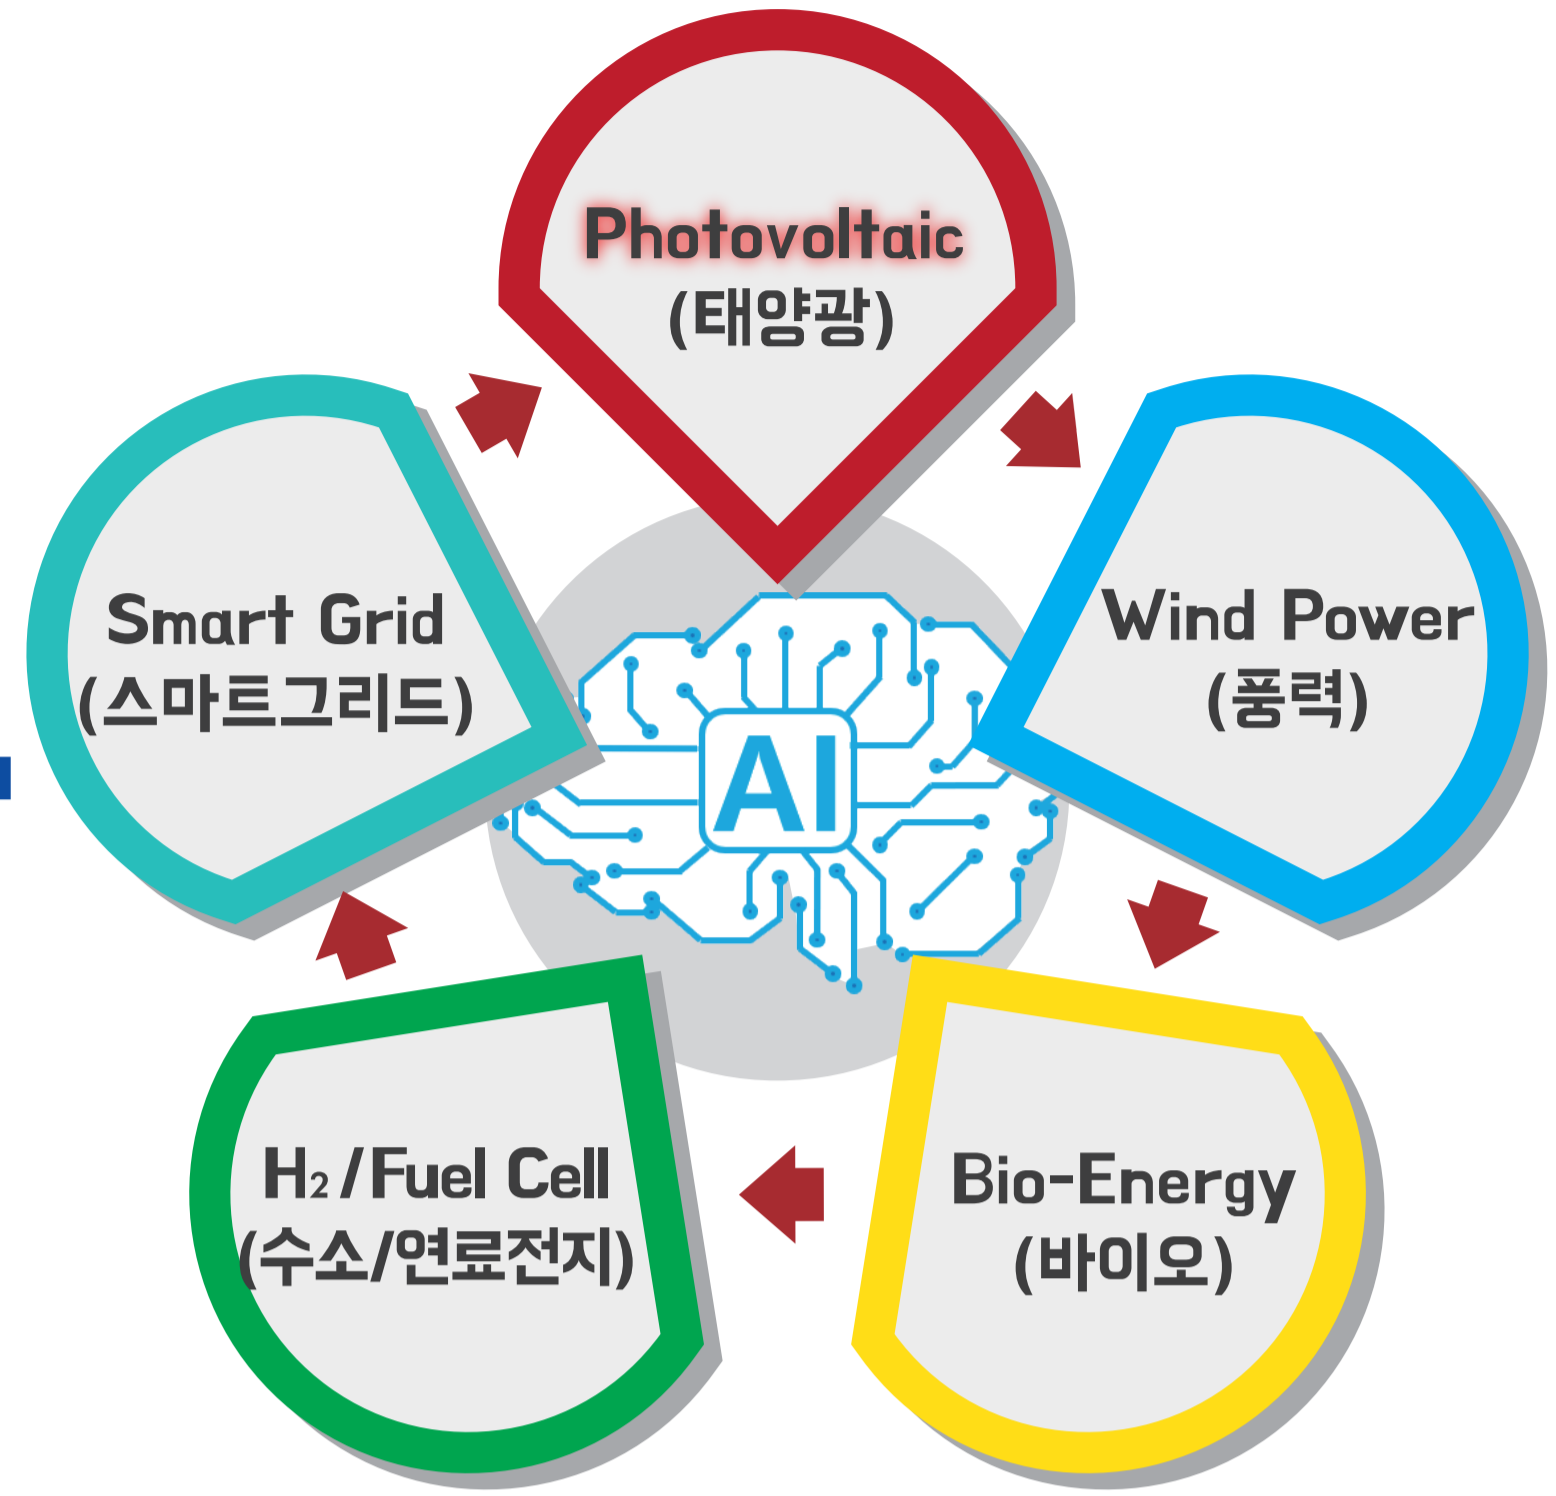 Photovoltaic
(태양광)
Smart Grid
(스마트그리드)
Wind Power
(풍력)
AI
H₂/Fuel Cell
(수소/연료전지)
Bio-Energy
(바이오)